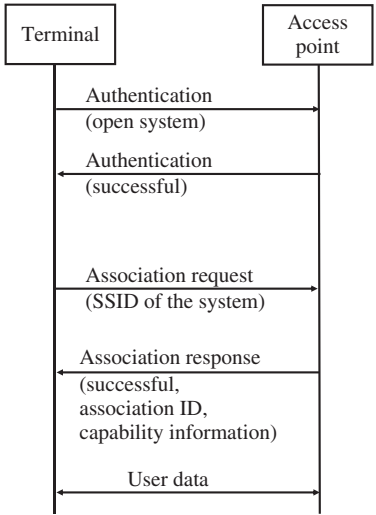 Terminal
Access
point
Authentication
(open system)
Authentication
(successful)
Association request
(SSID of the system)
Association response
(successful,
association ID,
capability information)
User data